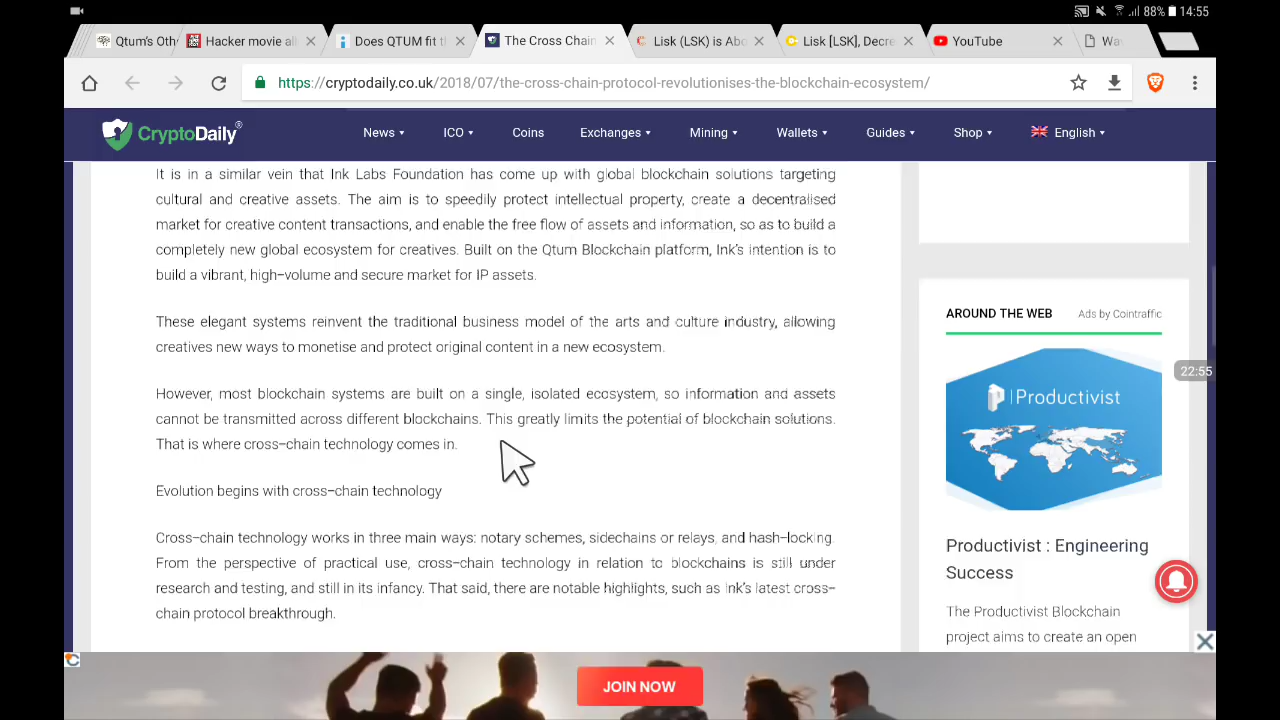 88% 14:55
Qtum's Oth
Hacker movie all
Does QTUM fit t
The Cross Chain
Lisk (LSK) is Abo
Lisk [LSK], Decre
YouTube
Wav
https://cryptodaily.co.uk/2018/07/the-cross-chain-protocol-revolutionises-the-blockchain-ecosystem/
CryptoDaily®
News ICO Coins Exchanges Mining Wallets Guides Shop English
It is in a similar vein that Ink Labs Foundation has come up with global blockchain solutions targeting
cultural and creative assets. The aim is to speedily protect intellectual property, create a decentralised
market for creative content transactions, and enable the free flow of assets and information, so as to build a
completely new global ecosystem for creatives. Built on the Qtum Blockchain platform, Ink's intention is to
build a vibrant, high-volume and secure market for IP assets.
These elegant systems reinvent the traditional business model of the arts and culture industry, allowing
creatives new ways to monetise and protect original content in a new ecosystem.
However, most blockchain systems are built on a single, isolated ecosystem, so information and assets
cannot be transmitted across different blockchains. This greatly limits the potential of blockchain solutions.
That is where cross-chain technology comes in.
Evolution begins with cross-chain technology
Cross-chain technology works in three main ways: notary schemes, sidechains or relays, and hash-locking.
From the perspective of practical use, cross-chain technology in relation to blockchains is still under
research and testing, and still in its infancy. That said, there are notable highlights, such as Ink's latest cross-
chain protocol breakthrough.
AROUND THE WEB Ads by Cointraffic
Productivist
22:55
Productivist : Engineering
Success
The Productivist Blockchain
project aims to create an open
JOIN NOW